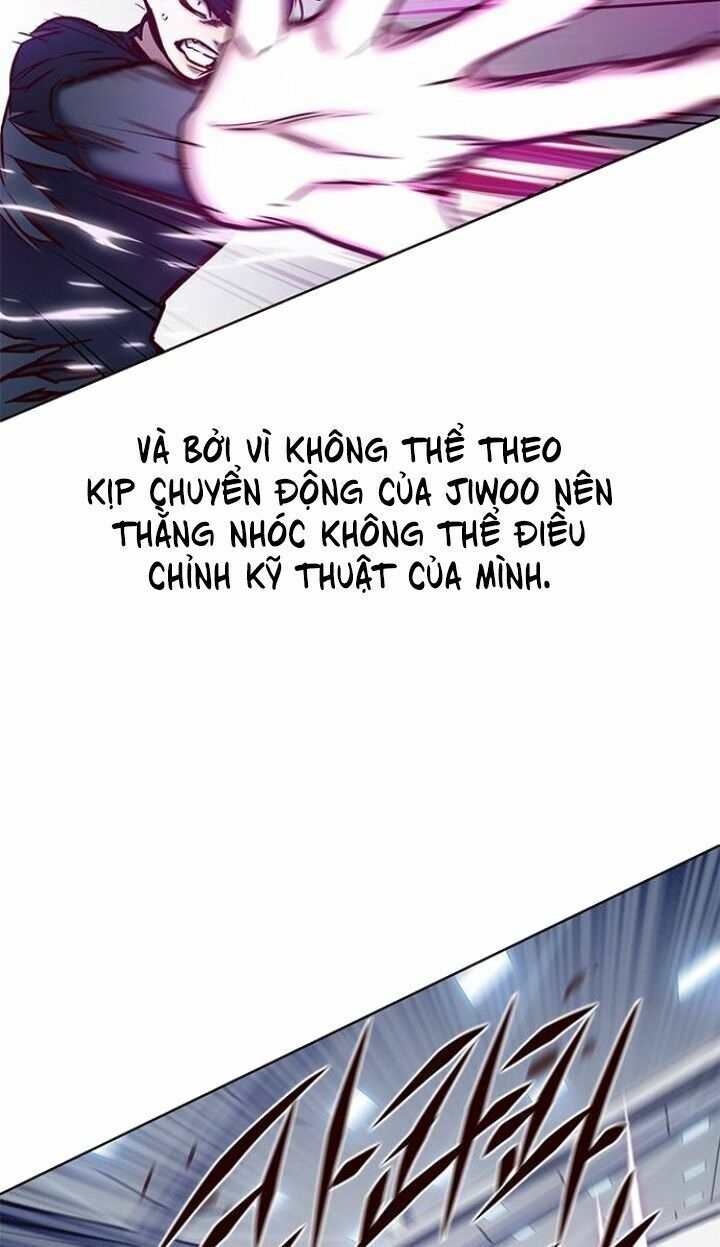 VÀ BỞI VÌ KHÔNG THỂ THEO
KỊP CHUYỂN ĐỘNG CỦA JIWOO NÊN
THẰNG NHÓC KHÔNG THỂ ĐIỀU
CHỈNH KỸ THUẬT CỦA MÌNH.